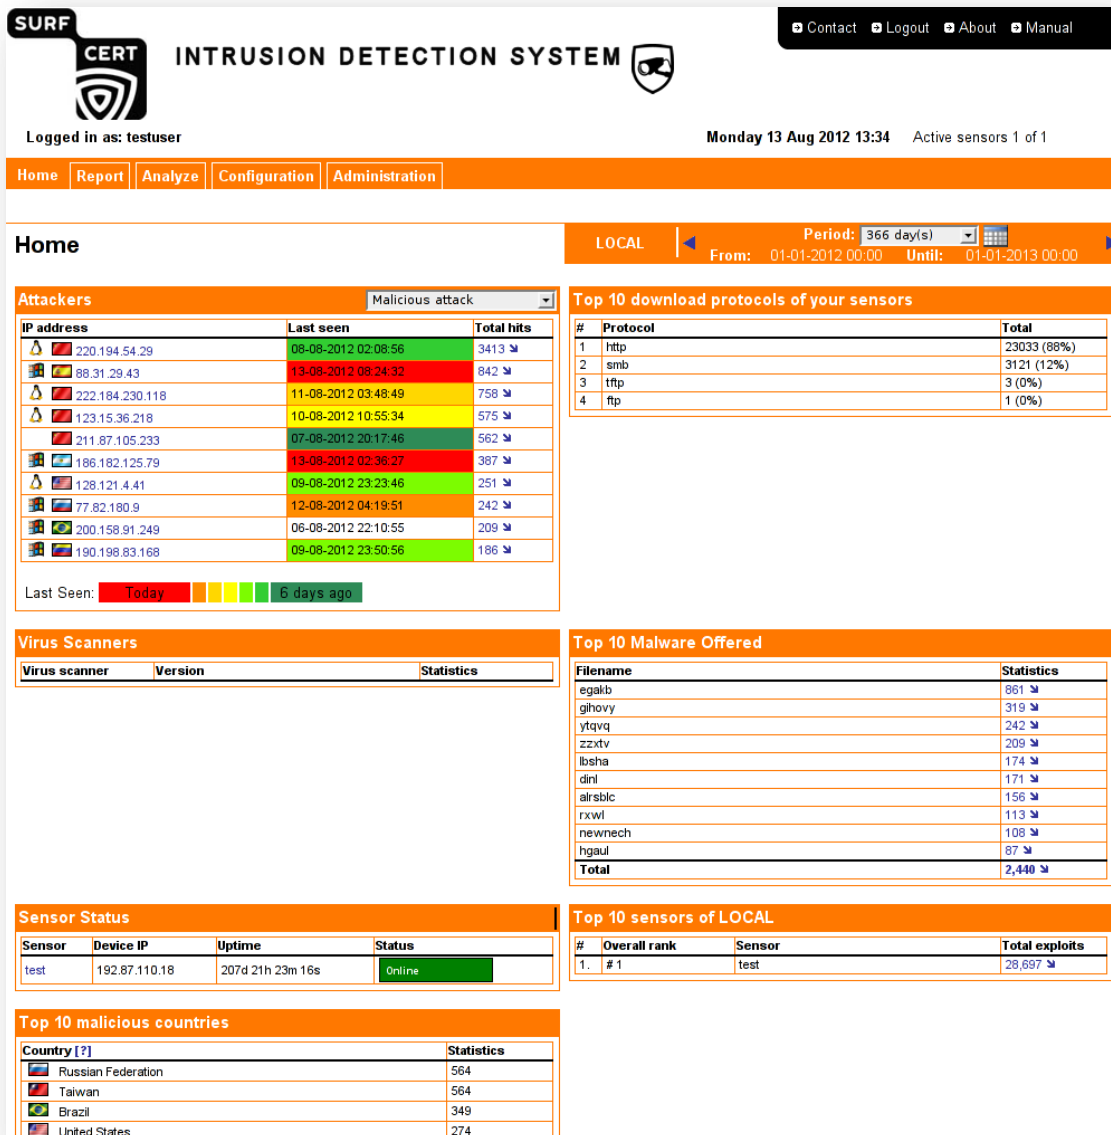 SURF
CERT
INTRUSION DETECTION SYSTEM
Contact Logout About Manual
Logged in as: testuser
Monday 13 Aug 2012 13:34 Active sensors 1 of 1
Home Report Analyze Configuration Administration
Home
LOCAL
Period: 366 day(s)
From: 01-01-2012 00:00 Until: 01-01-2013 00:00
Attackers Malicious attack
IP address Last seen Total hits
220.194.54.29 08-08-2012 02:08:56 3413
88.31.29.43 13-08-2012 08:24:32 842
222.184.230.118 11-08-2012 03:48:49 758
123.15.36.218 10-08-2012 10:55:34 575
211.87.105.233 07-08-2012 20:17:46 562
186.182.125.79 13-08-2012 02:36:27 387
128.121.4.41 09-08-2012 23:23:46 251
77.82.180.9 12-08-2012 04:19:51 242
200.158.91.249 06-08-2012 22:10:55 209
190.198.83.168 09-08-2012 23:50:56 186
Last Seen: Today 6 days ago
Top 10 download protocols of your sensors
# Protocol Total
1 http 23033 (88%)
2 smb 3121 (12%)
3 tftp 3 (0%)
4 ftp 1 (0%)
Virus Scanners
Virus scanner Version Statistics
Top 10 Malware Offered
Filename Statistics
egakb 861
gihovy 319
ytqvq 242
zzxtv 209
lbsha 174
dinl 171
alrsblc 156
rxwl 113
newnech 108
hgaul 87
Total 2,440
Sensor Status
Sensor Device IP Uptime Status
test 192.87.110.18 207d 21h 23m 16s Online
Top 10 sensors of LOCAL
# Overall rank Sensor Total exploits
1. # 1 test 28,697
Top 10 malicious countries
Country [?] Statistics
Russian Federation 564
Taiwan 564
Brazil 349
United States 274